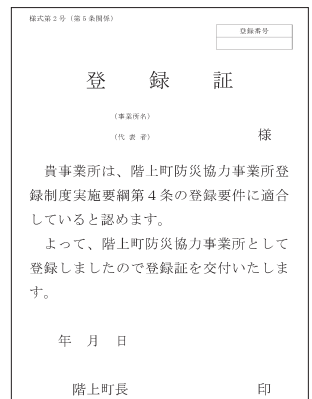 様式第２号（第５条関係）
登録番号
登　録　証
（事業所名）
（代 表 者）　様
　貴事業所は、階上町防災協力事業所登
録制度実施要綱第４条の登録要件に適合
していると認めます。
　よって、階上町防災協力事業所として
登録しましたので登録証を交付いたしま
す。
年　月　日
階上町長　印